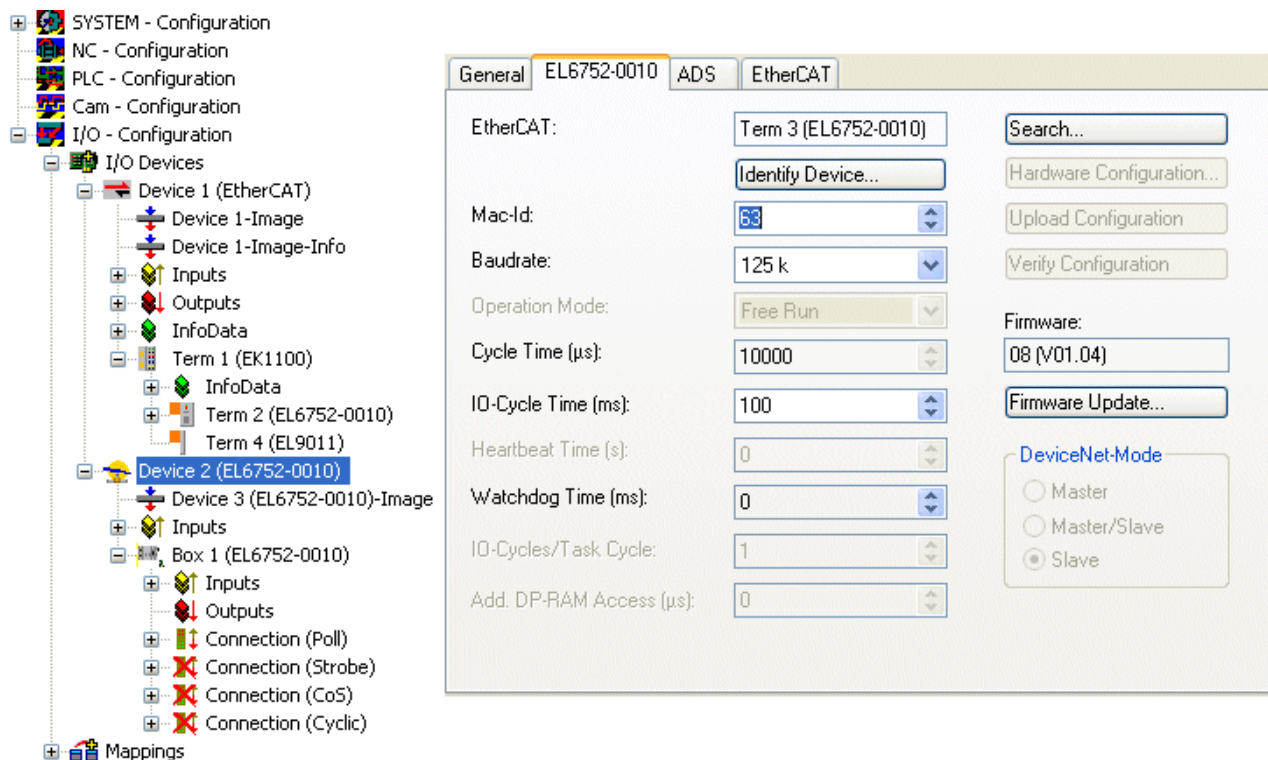 SYSTEM - Configuration
NC - Configuration
PLC - Configuration
Cam - Configuration
I/O - Configuration
I/O Devices
Device 1 (EtherCAT)
Device 1-Image
Device 1-Image-Info
Inputs
Outputs
InfoData
Term 1 (EK1100)
InfoData
Term 2 (EL6752-0010)
Term 4 (EL9011)
Device 2 (EL6752-0010)
Device 3 (EL6752-0010)-Image
Inputs
Box 1 (EL6752-0010)
Inputs
Outputs
Connection (Poll)
Connection (Strobe)
Connection (CoS)
Connection (Cyclic)
Mappings
General EL6752-0010 ADS EtherCAT
EtherCAT: Term 3 (EL6752-0010)
Identify Device...
Mac-Id: 63
Baudrate: 125 k
Operation Mode: Free Run
Cycle Time (µs): 10000
IO-Cycle Time (ms): 100
Heartbeat Time (s): 0
Watchdog Time (ms): 0
IO-Cycles/Task Cycle: 1
Add. DP-RAM Access (µs): 0
Search...
Hardware Configuration...
Upload Configuration
Verify Configuration
Firmware:
08 (V01.04)
Firmware Update...
DeviceNet-Mode
Master
Master/Slave
Slave